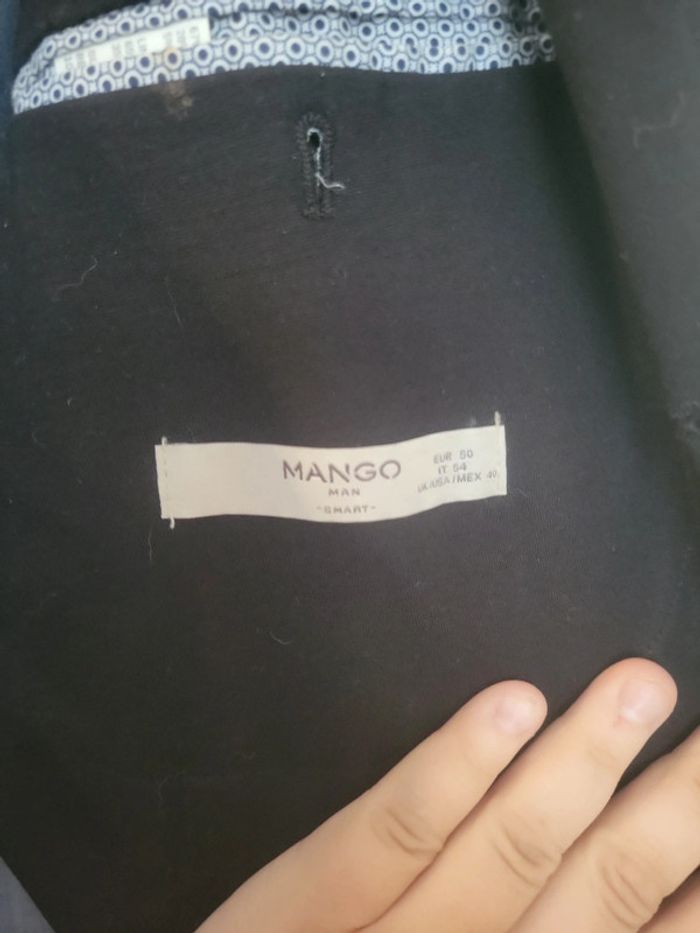 MANGO
MAN
-SMART-
EUR 50
IT 54
UK/USA/MEX 40